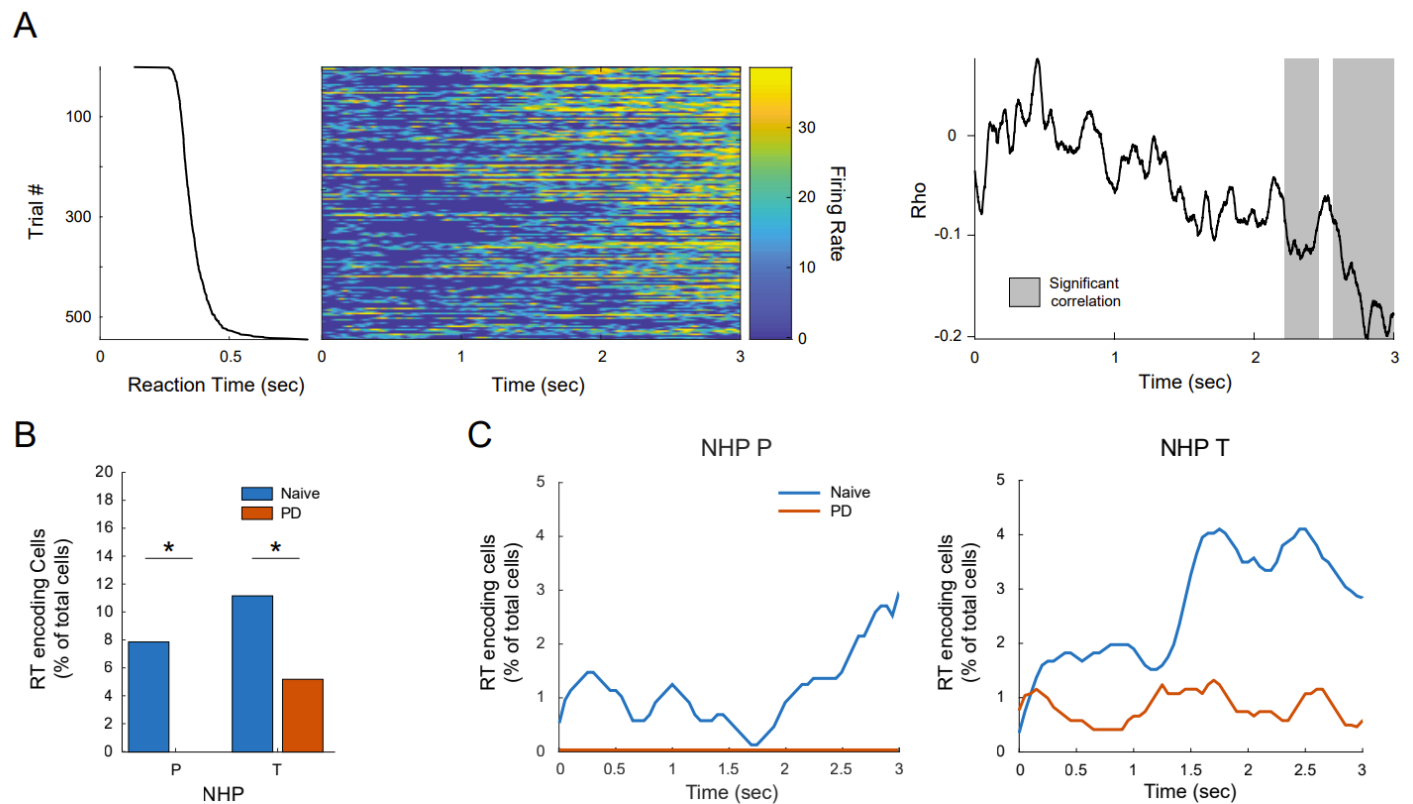 A
Trial #
100
300
500
0
0.5
Reaction Time (sec)
0
1
2
3
Time (sec)
30
20
10
0
Firing Rate
Rho
0
-0.1
-0.2
Significant
correlation
0
1
2
3
Time (sec)
B
RT encoding Cells
(% of total cells)
20
18
16
14
12
10
8
6
4
2
0
Naive
PD
*
*
P
T
NHP
C
NHP P
RT encoding cells
(% of total cells)
5
4
3
2
1
0
Naive
PD
0
0.5
1
1.5
2
2.5
3
Time (sec)
NHP T
RT encoding cells
(% of total cells)
5
4
3
2
1
0
0
0.5
1
1.5
2
2.5
3
Time (sec)